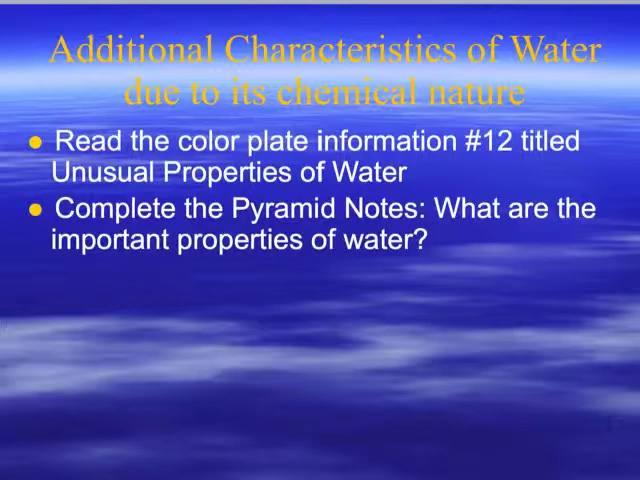 Additional Characteristics of Water
due to its chemical nature
● Read the color plate information #12 titled
Unusual Properties of Water
● Complete the Pyramid Notes: What are the
important properties of water?